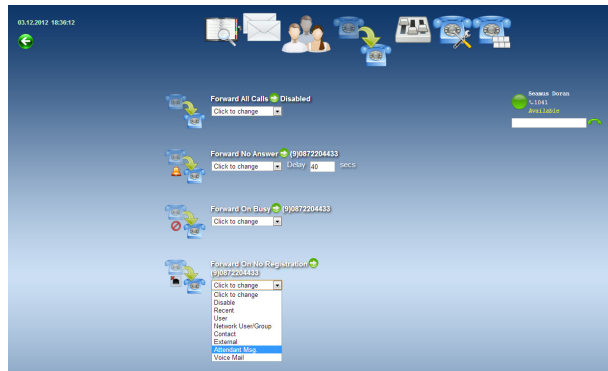 03.12.2012 18:36:12
Forward All Calls Disabled
Click to change
Seamus Doran
1041
Available
Forward No Answer (9)0872204433
Click to change Delay 40 secs
Forward On Busy (9)0872204433
Click to change
Forward On No Registration
(9)0872204433
Click to change
Click to change
Disable
Recent
User
Network User/Group
Contact
External
Attendant Msg.
Voice Mail